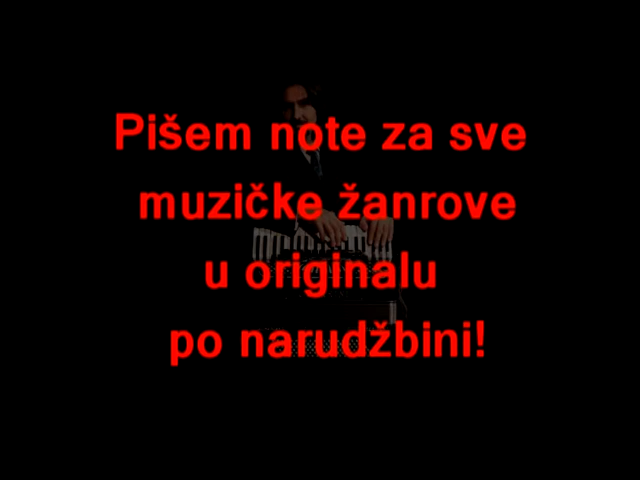 Pišem note za sve
muzičke žanrove
u originalu
po narudžbini!